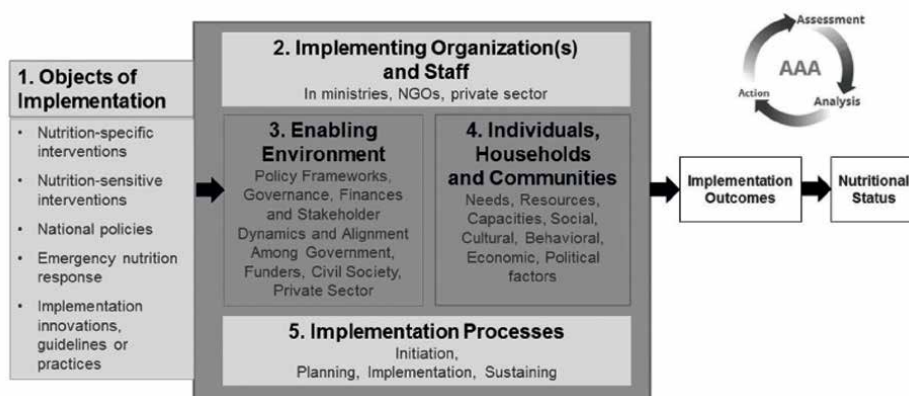 1. Objects of
Implementation
• Nutrition-specific
interventions
• Nutrition-sensitive
interventions
• National policies
• Emergency nutrition
response
• Implementation
innovations,
guidelines or
practices
2. Implementing Organization(s)
and Staff
In ministries, NGOs, private sector
3. Enabling
Environment
Policy Frameworks,
Governance, Finances
and Stakeholder
Dynamics and Alignment
Among Government,
Funders, Civil Society,
Private Sector
4. Individuals,
Households
and Communities
Needs, Resources,
Capacities, Social,
Cultural, Behavioral,
Economic, Political
factors
5. Implementation Processes
Initiation,
Planning, Implementation, Sustaining
Assessment
AAA
Action
Analysis
Implementation
Outcomes
Nutritional
Status